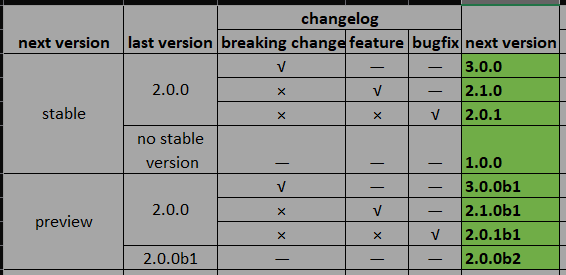 changelog
next version last version breaking change feature bugfix next version
stable 2.0.0 √ — — 3.0.0
× √ — 2.1.0
× × √ 2.0.1
no stable
version — — — 1.0.0
preview 2.0.0 √ — — 3.0.0b1
× √ — 2.1.0b1
× × √ 2.0.1b1
2.0.0b1 — — — 2.0.0b2